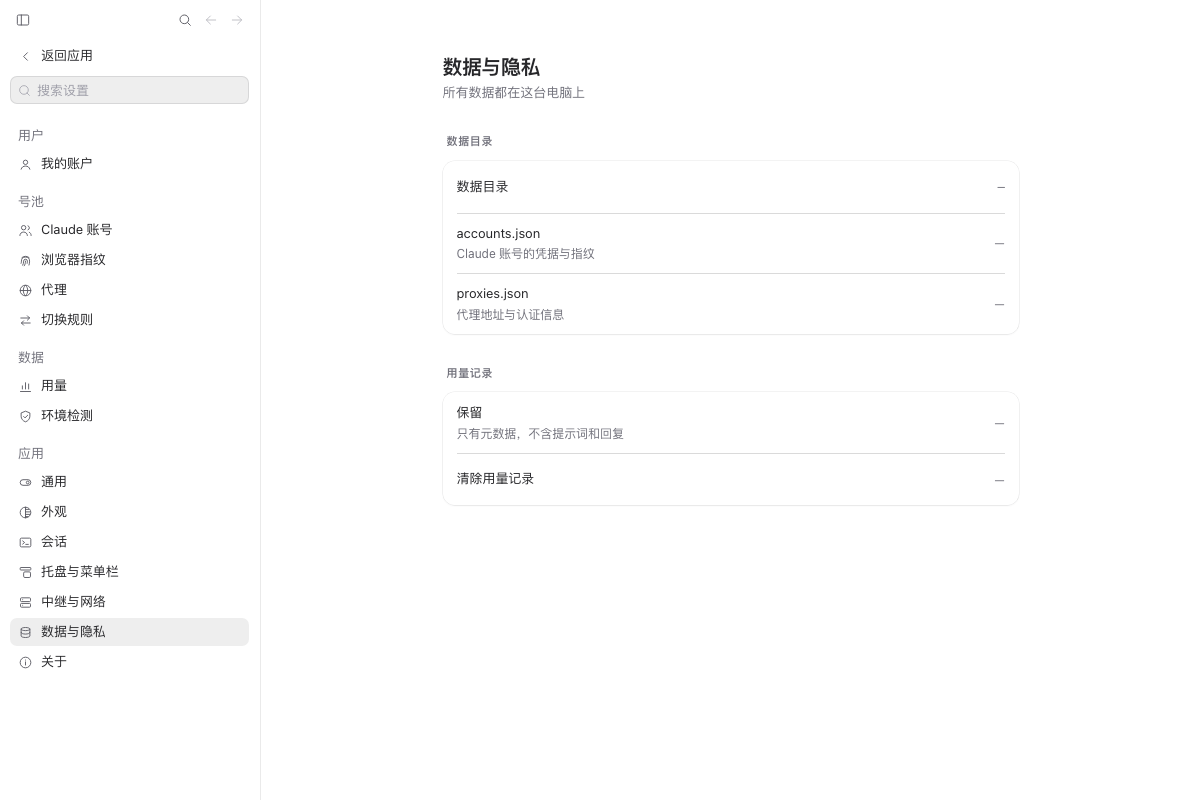 返回应用
搜索设置
用户
我的账户
号池
Claude 账号
浏览器指纹
代理
切换规则
数据
用量
环境检测
应用
通用
外观
会话
托盘与菜单栏
中继与网络
数据与隐私
关于
数据与隐私
所有数据都在这台电脑上
数据目录
数据目录 —
accounts.json
Claude 账号的凭据与指纹 —
proxies.json
代理地址与认证信息 —
用量记录
保留
只有元数据，不含提示词和回复 —
清除用量记录 —